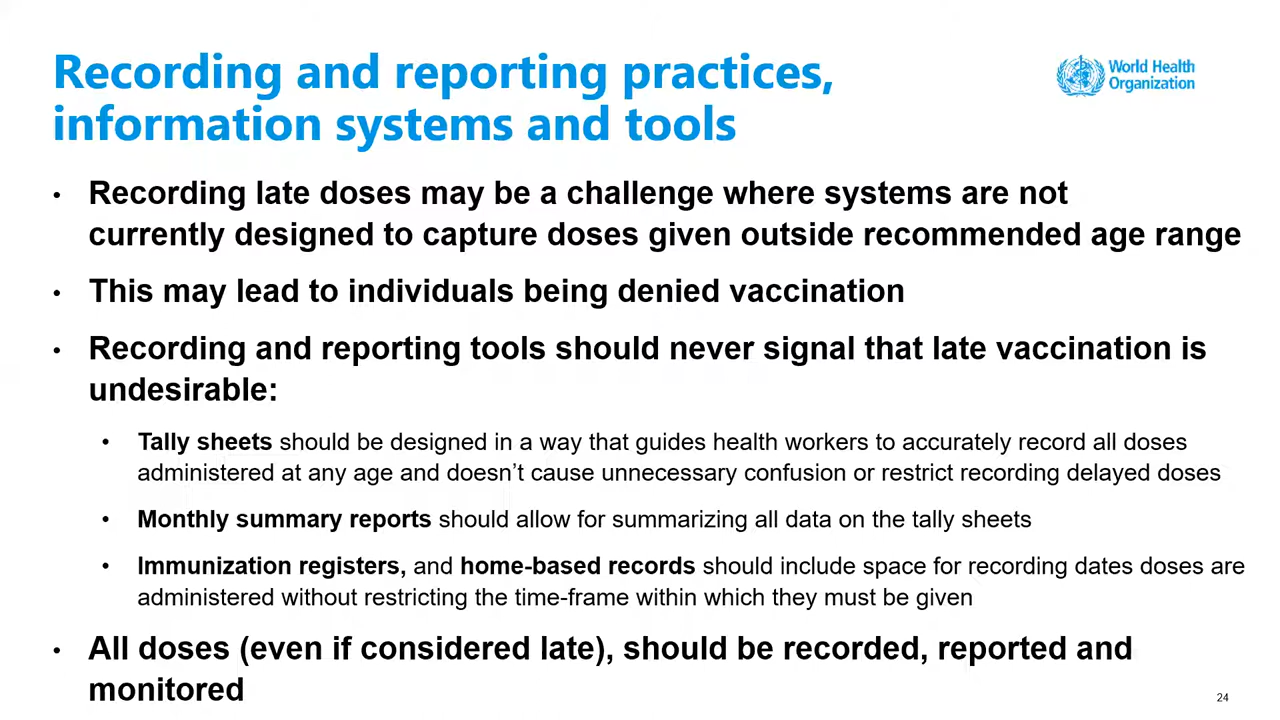 Recording and reporting practices,
information systems and tools
World Health
Organization
• Recording late doses may be a challenge where systems are not
currently designed to capture doses given outside recommended age range
• This may lead to individuals being denied vaccination
• Recording and reporting tools should never signal that late vaccination is
undesirable:
• Tally sheets should be designed in a way that guides health workers to accurately record all doses
administered at any age and doesn’t cause unnecessary confusion or restrict recording delayed doses
• Monthly summary reports should allow for summarizing all data on the tally sheets
• Immunization registers, and home-based records should include space for recording dates doses are
administered without restricting the time-frame within which they must be given
• All doses (even if considered late), should be recorded, reported and
monitored
24